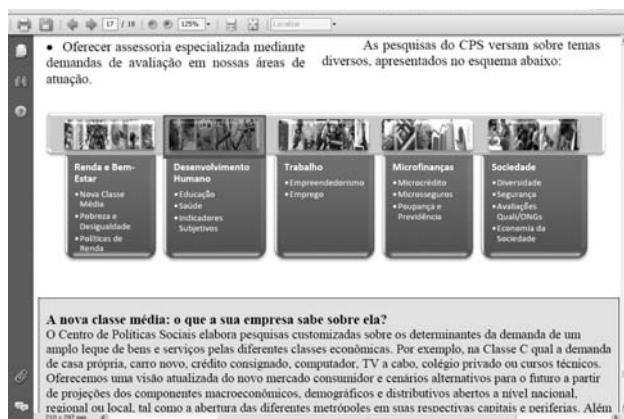 17 / 18
125%
Localizar
• Oferecer assessoria especializada mediante
demandas de avaliação em nossas áreas de
atuação.
As pesquisas do CPS versam sobre temas
diversos, apresentados no esquema abaixo:
Renda e Bem-
Estar
• Nova Classe
Média
• Pobreza e
Desigualdade
• Políticas de
Renda
Desenvolvimento
Humano
• Educação
• Saúde
• Indicadores
Subjetivos
Trabalho
• Empreendedorismo
• Emprego
Microfinanças
• Microcrédito
• Microsseguros
• Poupança e
Previdência
Sociedade
• Diversidade
• Segurança
• Avaliações
Quali/ONGs
• Economia da
Sociedade
A nova classe média: o que a sua empresa sabe sobre ela?
O Centro de Políticas Sociais elabora pesquisas customizadas sobre os determinantes da demanda de um
amplo leque de bens e serviços pelas diferentes classes econômicas. Por exemplo, na Classe C qual a demanda
de casa própria, carro novo, crédito consignado, computador, TV a cabo, colégio privado ou cursos técnicos.
Oferecemos uma visão atualizada do novo mercado consumidor e cenários alternativos para o futuro a partir
de projeções dos componentes macroeconômicos, demográficos e distributivos abertos a nível nacional,
regional ou local, tal como a abertura das diferentes metrópoles em suas respectivas capitais e periferias. Além
210 x 297 mm